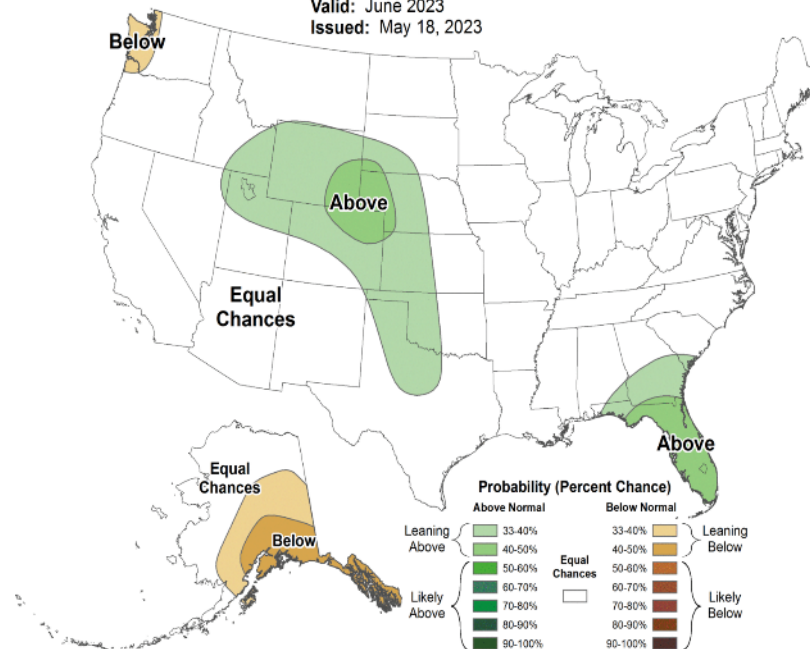 Valid: June 2023
Issued: May 18, 2023
Below
Above
Equal
Chances
Above
Equal
Chances
Below
Probability (Percent Chance)
Above Normal
Below Normal
Leaning
Above
33-40%
40-50%
50-60%
60-70%
70-80%
80-90%
90-100%
Likely
Above
Equal
Chances
33-40%
40-50%
50-60%
60-70%
70-80%
80-90%
90-100%
Leaning
Below
Likely
Below